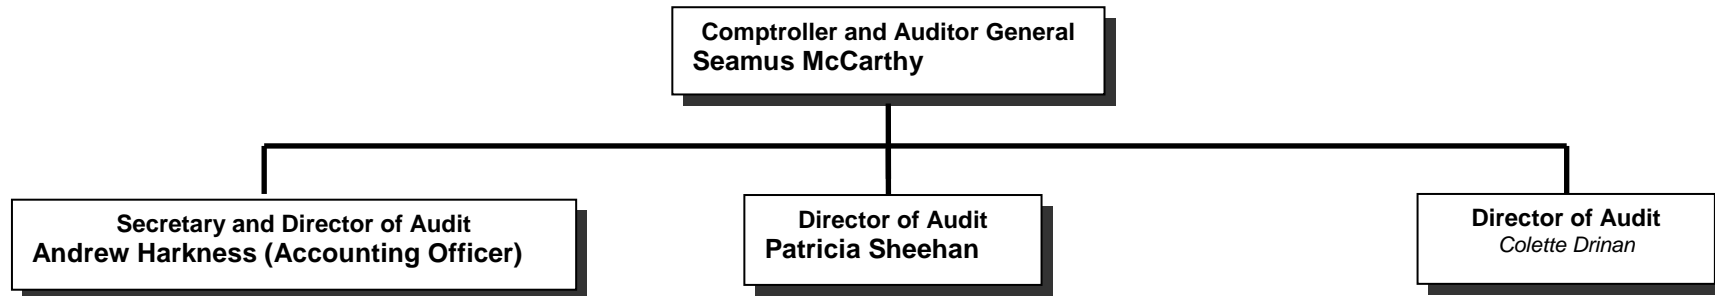 Comptroller and Auditor General
Seamus McCarthy
Secretary and Director of Audit
Andrew Harkness (Accounting Officer)
Director of Audit
Patricia Sheehan
Director of Audit
Colette Drinan